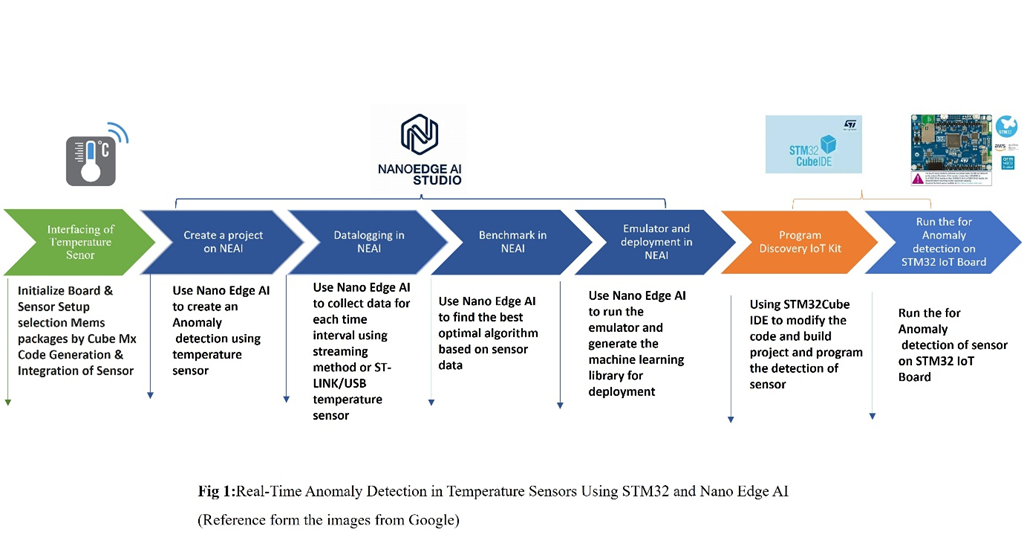 °C
NANOEDGE AI
STUDIO
STM32
CubeIDE
STM32
aws
Interfacing of
Temperature
Senor
Create a project
on NEAI
Datalogging in
NEAI
Benchmark in
NEAI
Emulator and
deployment in
NEAI
Program
Discovery IoT Kit
Run the for
Anomaly
detection on
STM32 IoT Board
Initialize Board &
Sensor Setup
selection Mems
packages by Cube Mx
Code Generation &
Integration of Sensor
Use Nano Edge AI
to create an
Anomaly
detection using
temperature
sensor
Use Nano Edge AI
to collect data for
each time
interval using
streaming
method or ST-
LINK/USB
temperature
sensor
Use Nano Edge AI
to find the best
optimal algorithm
based on sensor
data
Use Nano Edge AI
to run the
emulator and
generate the
machine learning
library for
deployment
Using STM32Cube
IDE to modify the
code and build
project and program
the detection of
sensor
Run the for
Anomaly
detection of sensor
on STM32 IoT
Board
Fig 1:Real-Time Anomaly Detection in Temperature Sensors Using STM32 and Nano Edge AI
(Reference form the images from Google)